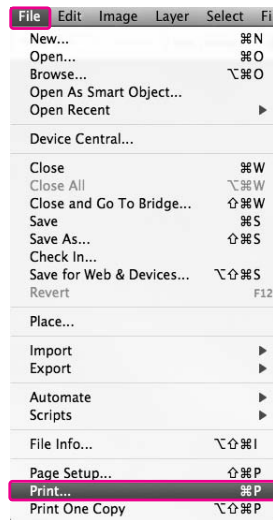 File Edit Image Layer Select Fi
New... ⌘N
Open... ⌘O
Browse... ⌥⌘O
Open As Smart Object...
Open Recent ▶
Device Central...
Close ⌘W
Close All ⌥⌘W
Close and Go To Bridge... ⇧⌘W
Save ⌘S
Save As... ⇧⌘S
Check In...
Save for Web & Devices... ⌥⇧⌘S
Revert F12
Place...
Import ▶
Export ▶
Automate ▶
Scripts ▶
File Info... ⌥⇧⌘I
Page Setup... ⇧⌘P
Print... ⌘P
Print One Copy ⌥⇧⌘P